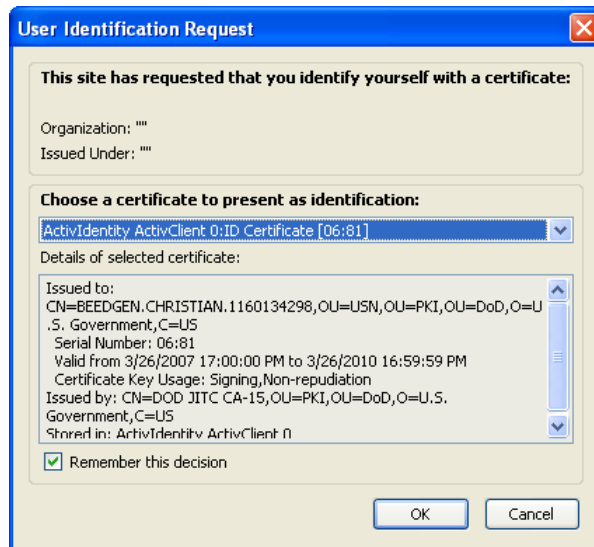 User Identification Request
This site has requested that you identify yourself with a certificate:
Organization: ""
Issued Under: ""
Choose a certificate to present as identification:
ActivIdentity ActivClient 0:ID Certificate [06:81]
Details of selected certificate:
Issued to:
CN=BEEDGEN.CHRISTIAN.1160134298,OU=USN,OU=PKI,OU=DoD,O=U
.S. Government,C=US
Serial Number: 06:81
Valid from 3/26/2007 17:00:00 PM to 3/26/2010 16:59:59 PM
Certificate Key Usage: Signing,Non-repudiation
Issued by: CN=DOD JITC CA-15,OU=PKI,OU=DoD,O=U.S.
Government,C=US
Stored in: ActivIdentity ActivClient 0
Remember this decision
OK Cancel